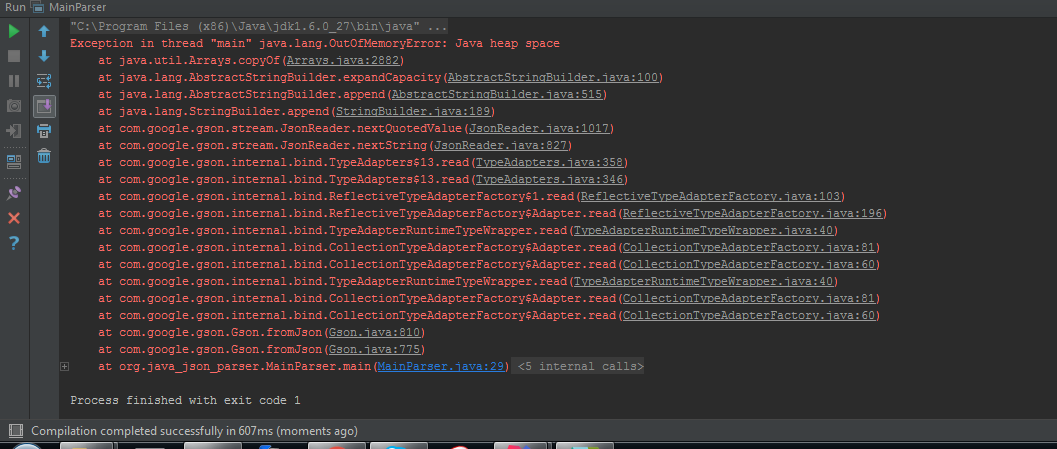 Run MainParser
"C:\Program Files (x86)\Java\jdk1.6.0_27\bin\java" ...
Exception in thread "main" java.lang.OutOfMemoryError: Java heap space
at java.util.Arrays.copyOf(Arrays.java:2882)
at java.lang.AbstractStringBuilder.expandCapacity(AbstractStringBuilder.java:100)
at java.lang.AbstractStringBuilder.append(AbstractStringBuilder.java:515)
at java.lang.StringBuilder.append(StringBuilder.java:189)
at com.google.gson.stream.JsonReader.nextQuotedValue(JsonReader.java:1017)
at com.google.gson.stream.JsonReader.nextString(JsonReader.java:827)
at com.google.gson.internal.bind.TypeAdapters$13.read(TypeAdapters.java:358)
at com.google.gson.internal.bind.TypeAdapters$13.read(TypeAdapters.java:346)
at com.google.gson.internal.bind.ReflectiveTypeAdapterFactory$1.read(ReflectiveTypeAdapterFactory.java:103)
at com.google.gson.internal.bind.ReflectiveTypeAdapterFactory$Adapter.read(ReflectiveTypeAdapterFactory.java:196)
at com.google.gson.internal.bind.TypeAdapterRuntimeTypeWrapper.read(TypeAdapterRuntimeTypeWrapper.java:40)
at com.google.gson.internal.bind.CollectionTypeAdapterFactory$Adapter.read(CollectionTypeAdapterFactory.java:81)
at com.google.gson.internal.bind.CollectionTypeAdapterFactory$Adapter.read(CollectionTypeAdapterFactory.java:60)
at com.google.gson.internal.bind.TypeAdapterRuntimeTypeWrapper.read(TypeAdapterRuntimeTypeWrapper.java:40)
at com.google.gson.internal.bind.CollectionTypeAdapterFactory$Adapter.read(CollectionTypeAdapterFactory.java:81)
at com.google.gson.internal.bind.CollectionTypeAdapterFactory$Adapter.read(CollectionTypeAdapterFactory.java:60)
at com.google.gson.Gson.fromJson(Gson.java:810)
at com.google.gson.Gson.fromJson(Gson.java:775)
at org.java_json_parser.MainParser.main(MainParser.java:29) <5 internal calls>
Process finished with exit code 1
Compilation completed successfully in 607ms (moments ago)